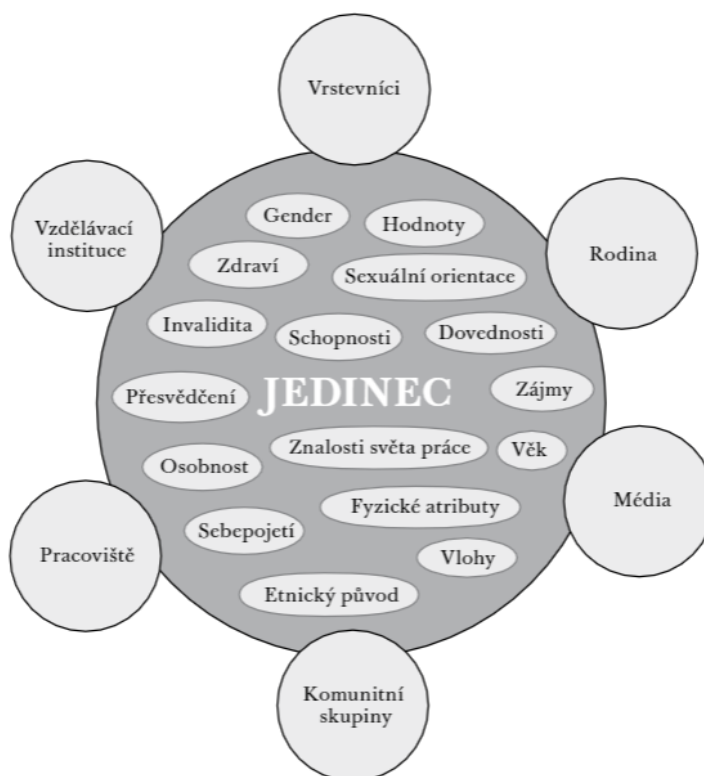 Vrstevníci
Vzdělávací
instituce
Rodina
Gender
Hodnoty
Zdraví
Sexuální orientace
Invalidita
Schopnosti
Dovednosti
Přesvědčení
JEDINEC
Zájmy
Znalosti světa práce
Věk
Osobnost
Média
Fyzické atributy
Sebepojetí
Pracoviště
Vlohy
Etnický původ
Komunitní
skupiny